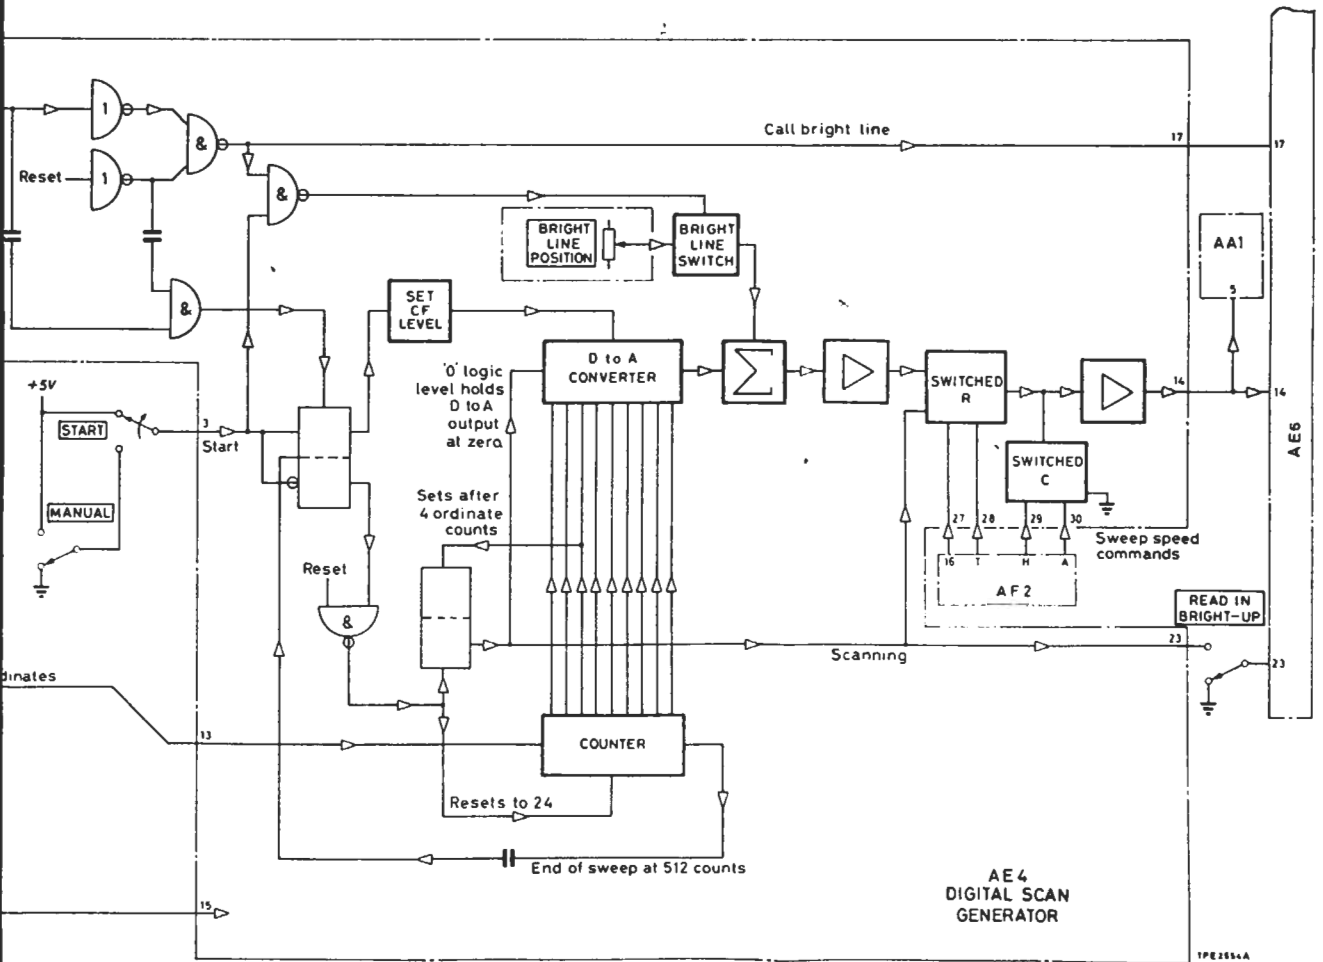 Call bright line
17
17
1
&
Reset
1
&
BRIGHT
LINE
POSITION
BRIGHT
LINE
SWITCH
AA1
5
&
SET
CF
LEVEL
'0' logic
level holds
D to A
output
at zero
D to A
CONVERTER
Σ
SWITCHED
R
14
14
AE6
+5V
START
3
Start
MANUAL
SWITCHED
C
Sets after
4 ordinate
counts
27
28
29
30
Sweep speed
commands
16
T
H
A
AF2
Reset
&
READ IN
BRIGHT-UP
23
23
Scanning
dinates
13
COUNTER
Resets to 24
End of sweep at 512 counts
15
AE4
DIGITAL SCAN
GENERATOR
TPE2554A